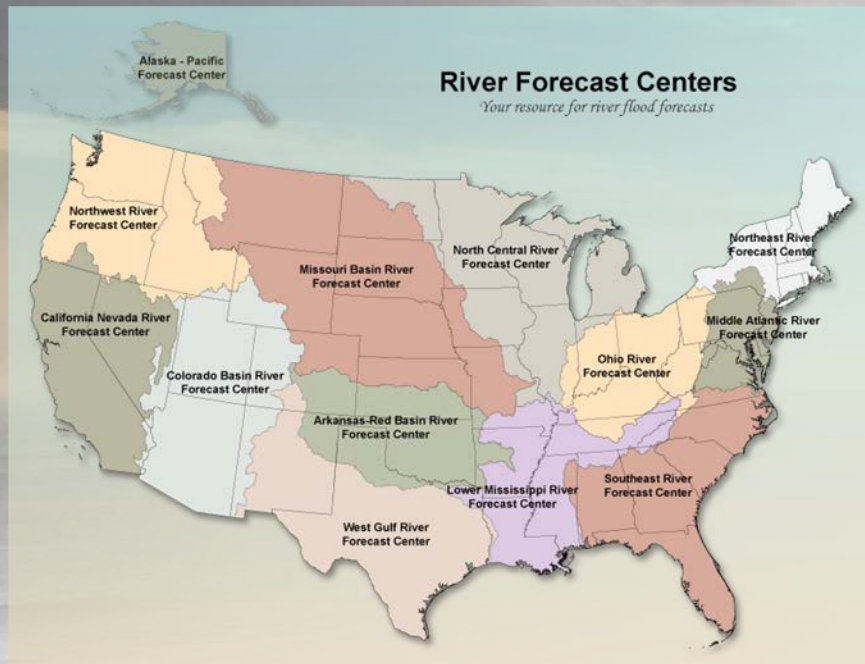 Alaska - Pacific
Forecast Center
River Forecast Centers
Your resource for river flood forecasts
Northwest River
Forecast Center
Missouri Basin River
Forecast Center
North Central River
Forecast Center
Northeast River
Forecast Center
California Nevada River
Forecast Center
Colorado Basin River
Forecast Center
Ohio River
Forecast Center
Middle Atlantic River
Forecast Center
Arkansas-Red Basin River
Forecast Center
Lower Mississippi River
Forecast Center
Southeast River
Forecast Center
West Gulf River
Forecast Center